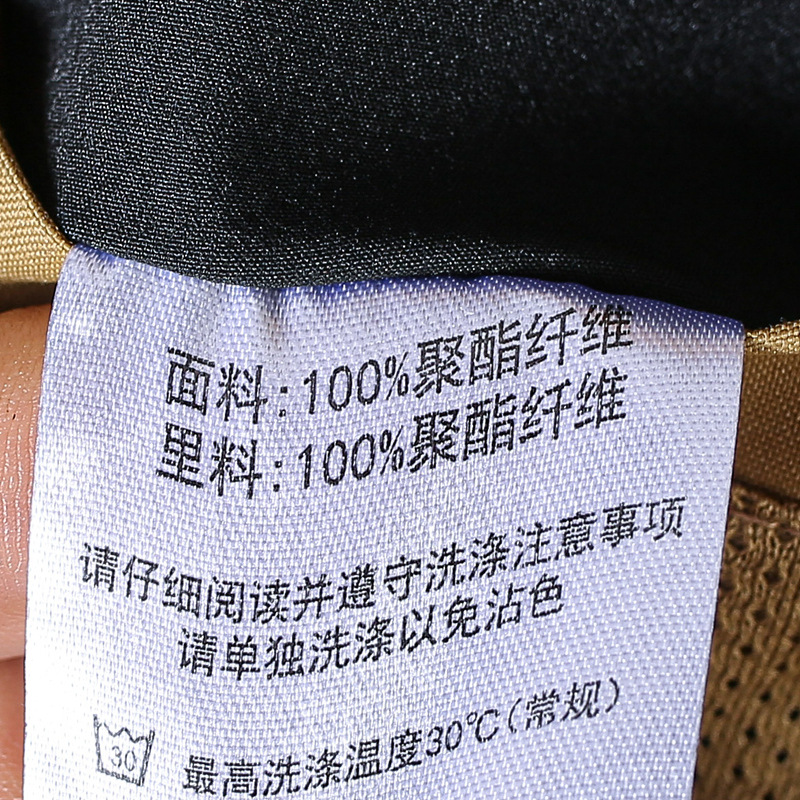 面料:100%聚酯纤维
里料:100%聚酯纤维
请仔细阅读并遵守洗涤注意事项
请单独洗涤以免沾色
30 最高洗涤温度30℃(常规)